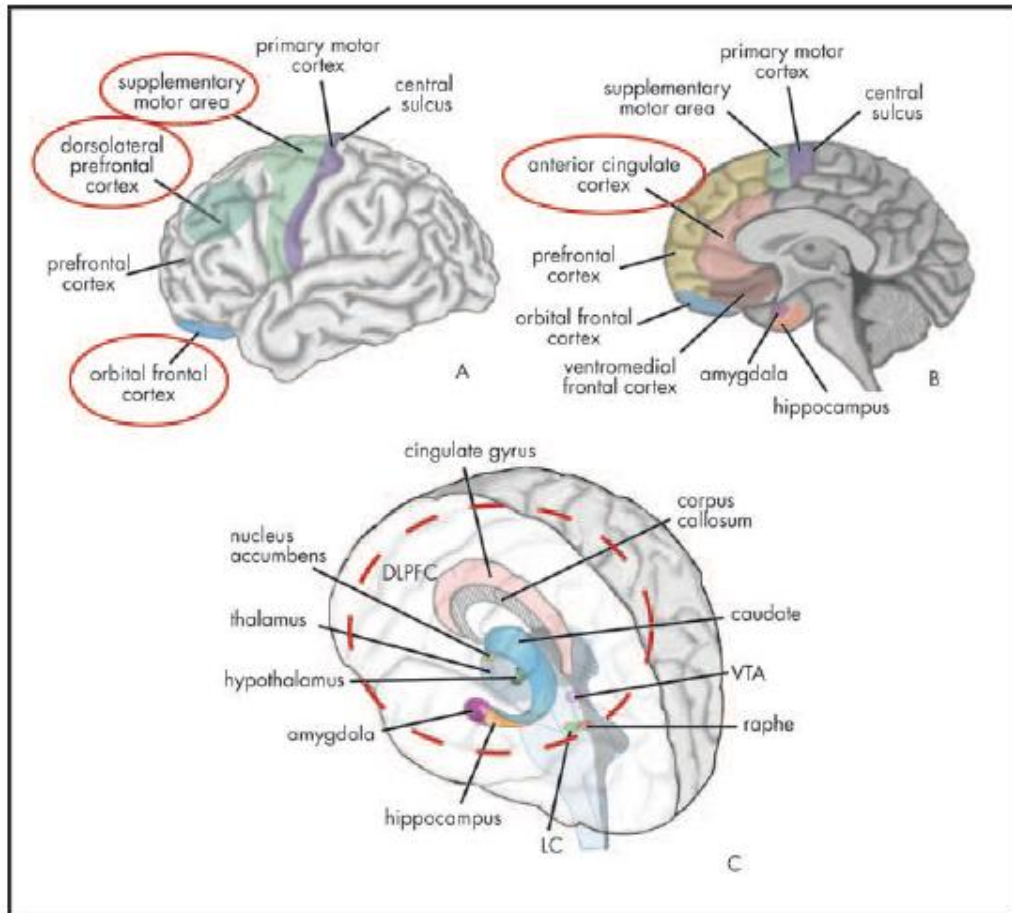 primary motor
cortex
supplementary
motor area
central
sulcus
dorsolateral
prefrontal
cortex
prefrontal
cortex
orbital frontal
cortex
A
primary motor
cortex
supplementary
motor area
central
sulcus
anterior cingulate
cortex
prefrontal
cortex
orbital frontal
cortex
ventromedial
frontal cortex
amygdala
hippocampus
B
cingulate gyrus
corpus
callosum
nucleus
accumbens
DLPFC
thalamus
caudate
hypothalamus
VTA
amygdala
raphe
hippocampus
LC
C